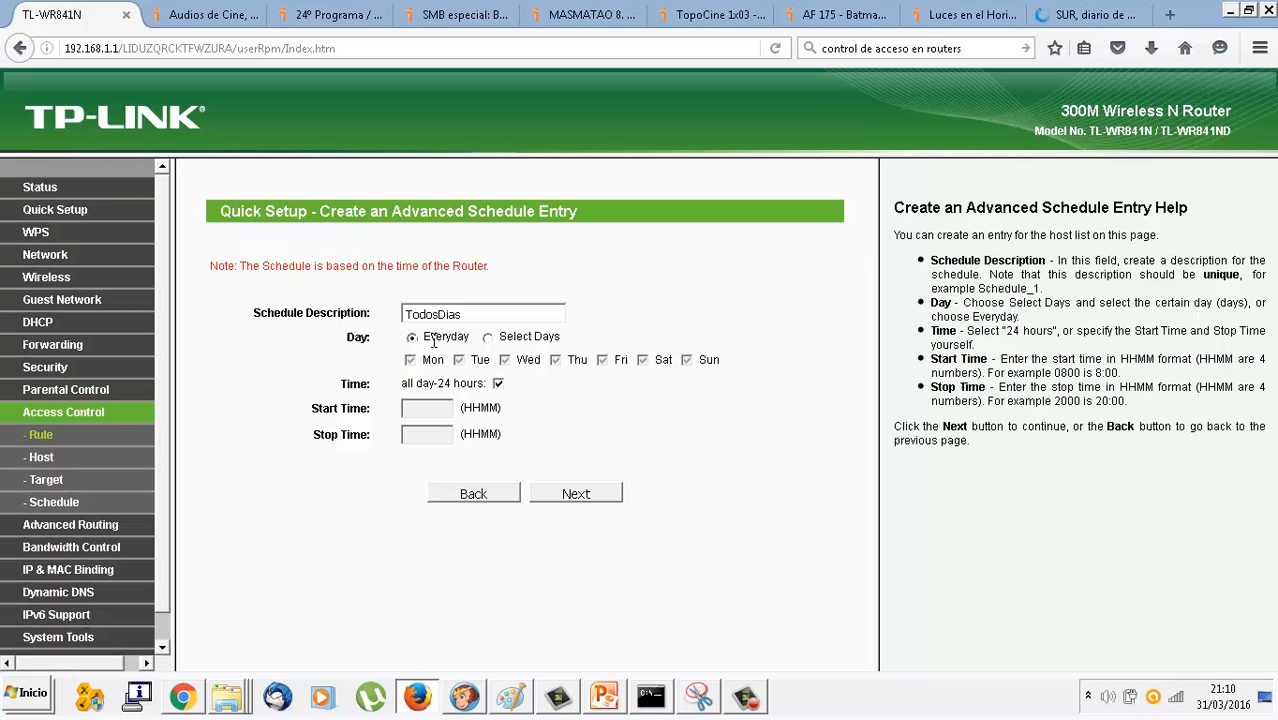 TL-WR841N
Audios de Cine, ...
24º Programa / ...
SMB especial: B...
MASMATAO 8. ...
TopoCine 1x03 - ...
AF 175 - Batma...
Luces en el Hori...
SUR, diario de ...
192.168.1.1/LIDUZQRCKTFWZURA/userRpm/Index.htm
control de acceso en routers
TP-LINK®
300M Wireless N Router
Model No. TL-WR841N / TL-WR841ND
Status
Quick Setup
WPS
Network
Wireless
Guest Network
DHCP
Forwarding
Security
Parental Control
Access Control
- Rule
- Host
- Target
- Schedule
Advanced Routing
Bandwidth Control
IP & MAC Binding
Dynamic DNS
IPv6 Support
System Tools
Quick Setup - Create an Advanced Schedule Entry
Note: The Schedule is based on the time of the Router.
Schedule Description: TodosDias
Day: Everyday Select Days
Mon Tue Wed Thu Fri Sat Sun
Time: all day-24 hours:
Start Time: (HHMM)
Stop Time: (HHMM)
Back Next
Create an Advanced Schedule Entry Help
You can create an entry for the host list on this page.
Schedule Description - In this field, create a description for the
schedule. Note that this description should be unique, for
example Schedule_1.
Day - Choose Select Days and select the certain day (days), or
choose Everyday.
Time - Select "24 hours", or specify the Start Time and Stop Time
yourself.
Start Time - Enter the start time in HHMM format (HHMM are 4
numbers). For example 0800 is 8:00.
Stop Time - Enter the stop time in HHMM format (HHMM are 4
numbers). For example 2000 is 20:00.
Click the Next button to continue, or the Back button to go back to the
previous page.
Inicio
21:10
31/03/2016